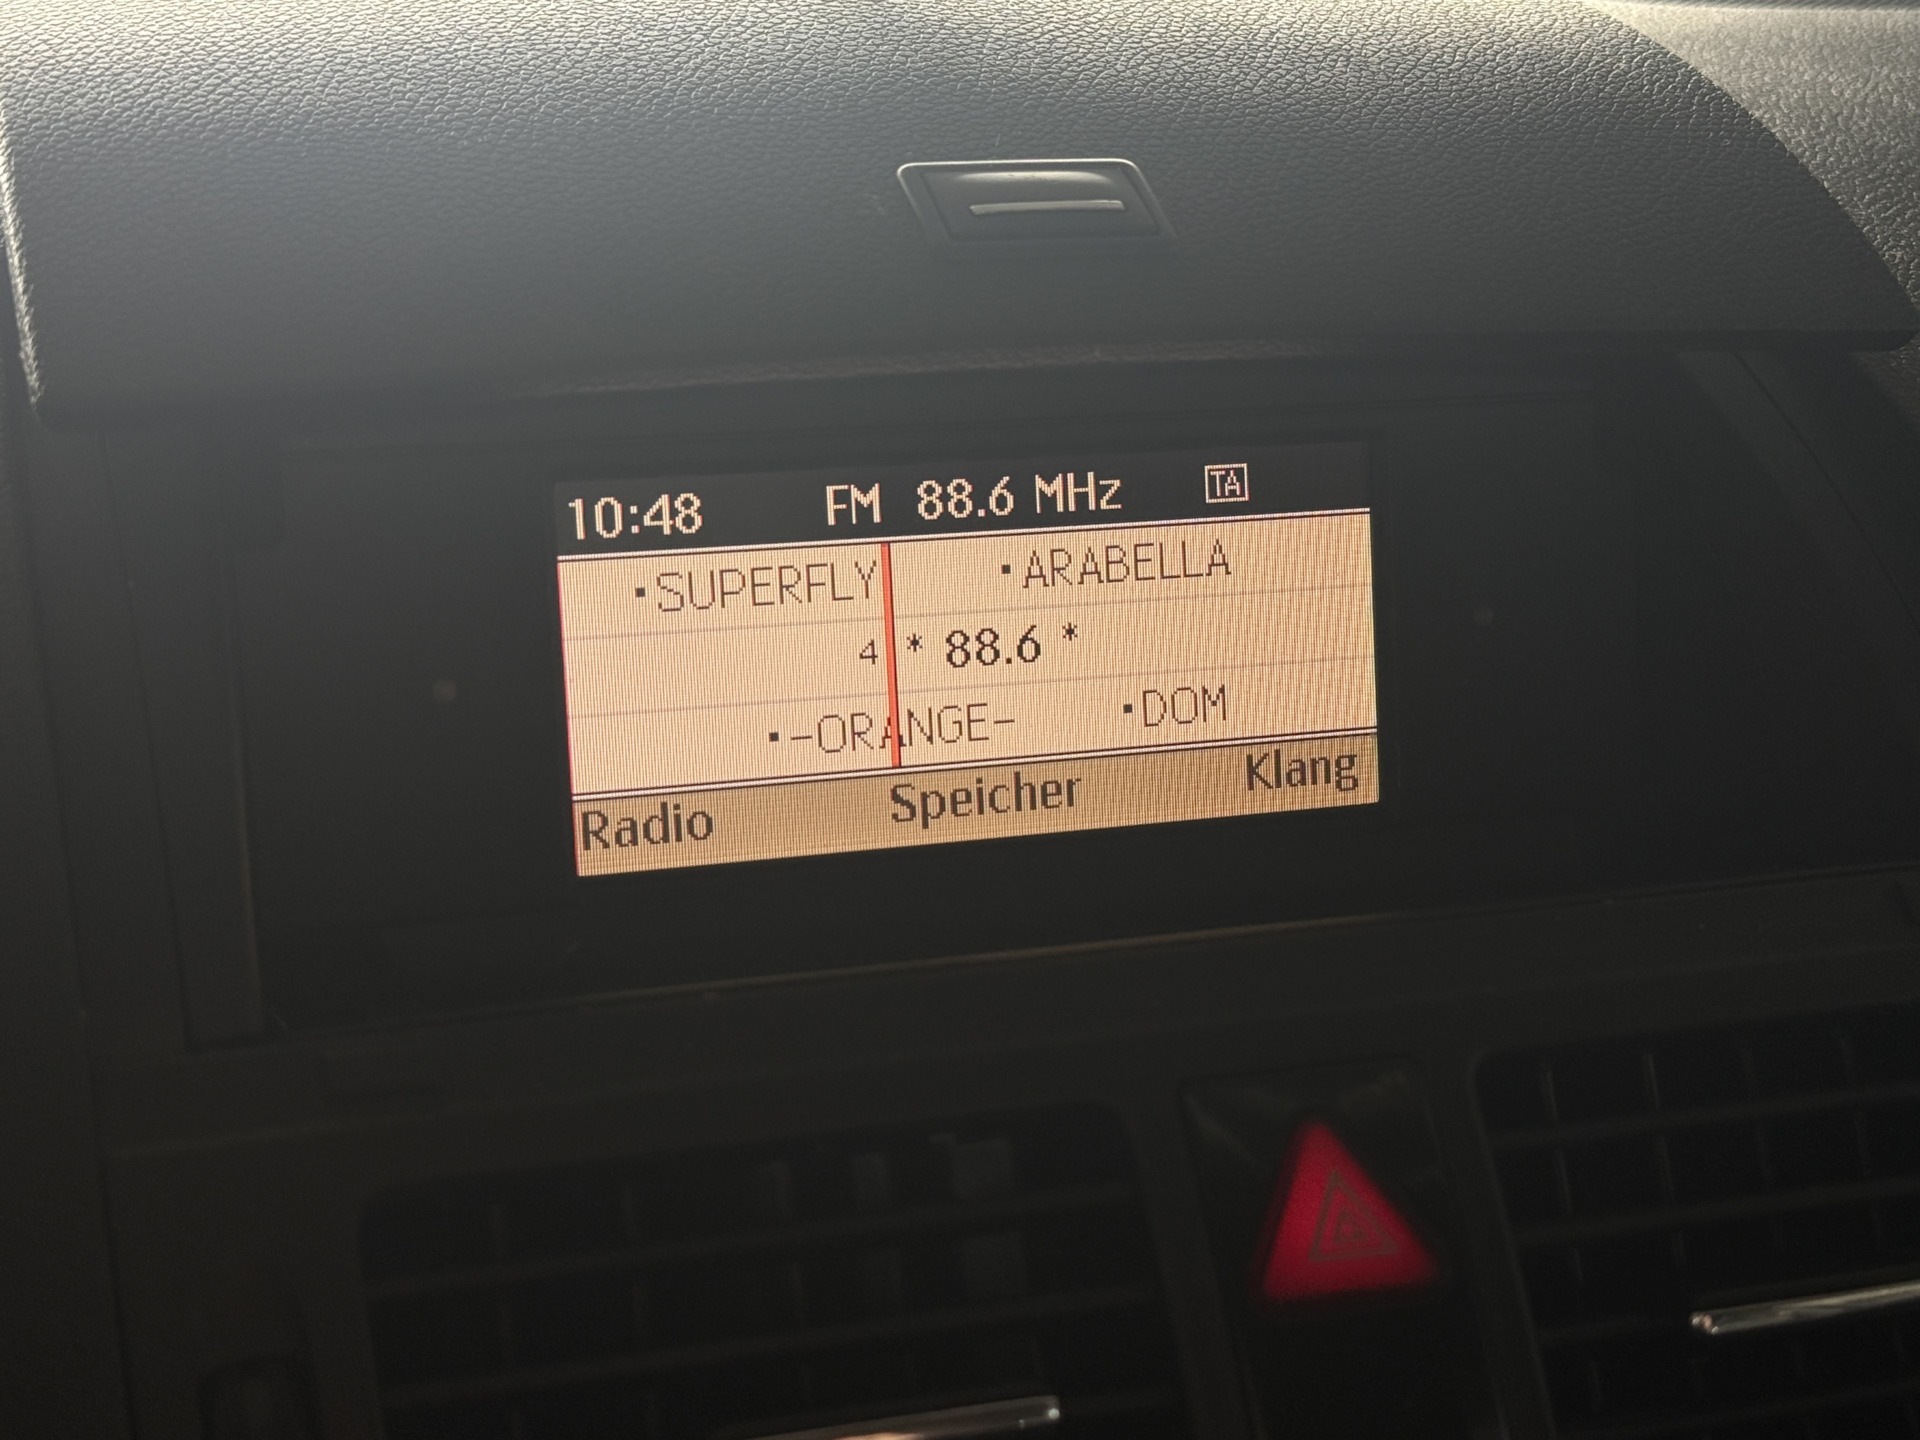 10:48 FM 88.6 MHz TA
·SUPERFLY ·ARABELLA
4 * 88.6 *
·-ORANGE- ·DOM
Radio Speicher Klang